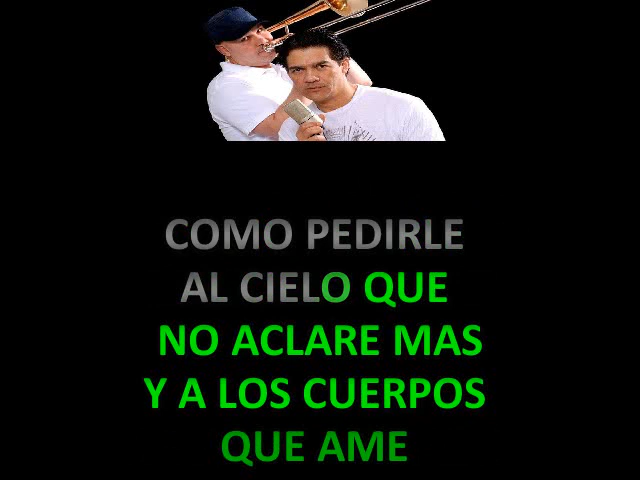 COMO PEDIRLE
AL CIELO QUE
NO ACLARE MAS
Y A LOS CUERPOS
QUE AME